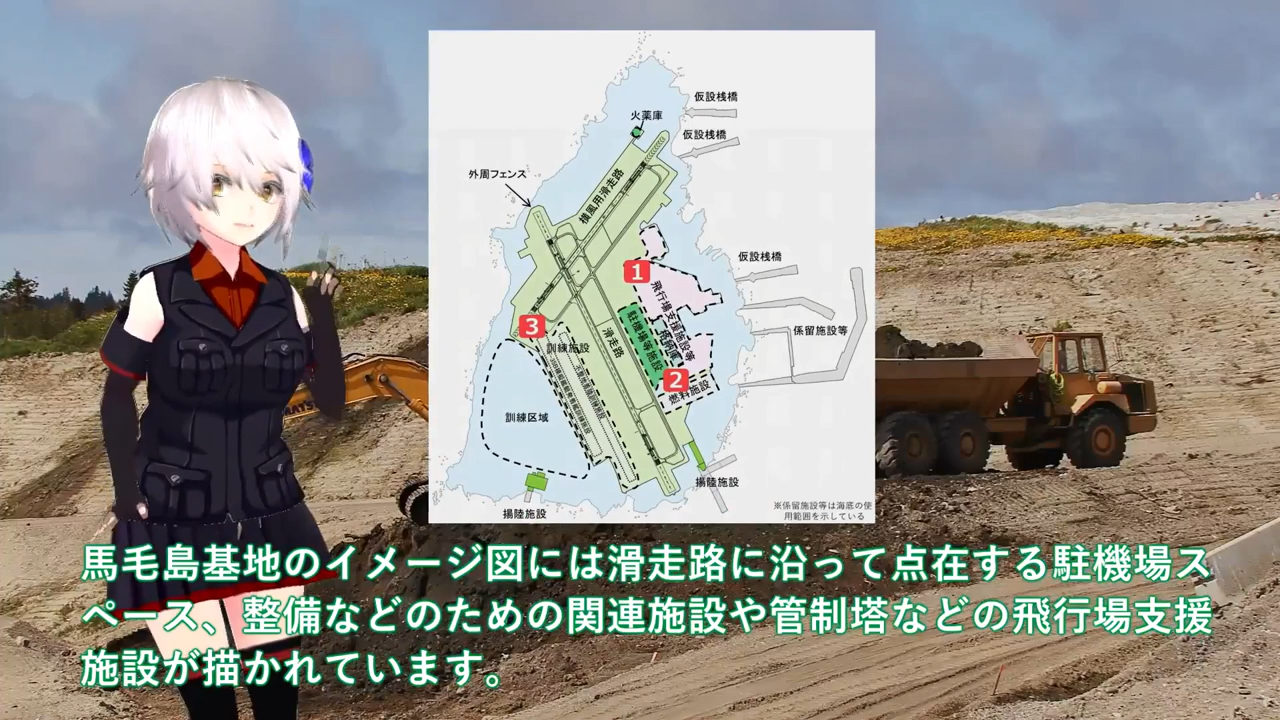 仮設桟橋
火薬庫
仮設桟橋
外周フェンス
横風用滑走路
仮設桟橋
1
飛行場支援施設等
3
駐機場等施設
滑走路
係留施設等
訓練施設
2
訓練区域
揚陸施設
揚陸施設
※係留施設等は海底の使
用範囲を示している
馬毛島基地のイメージ図には滑走路に沿って点在する駐機場ス
ペース、整備などのための関連施設や管制塔などの飛行場支援
施設が描かれています。